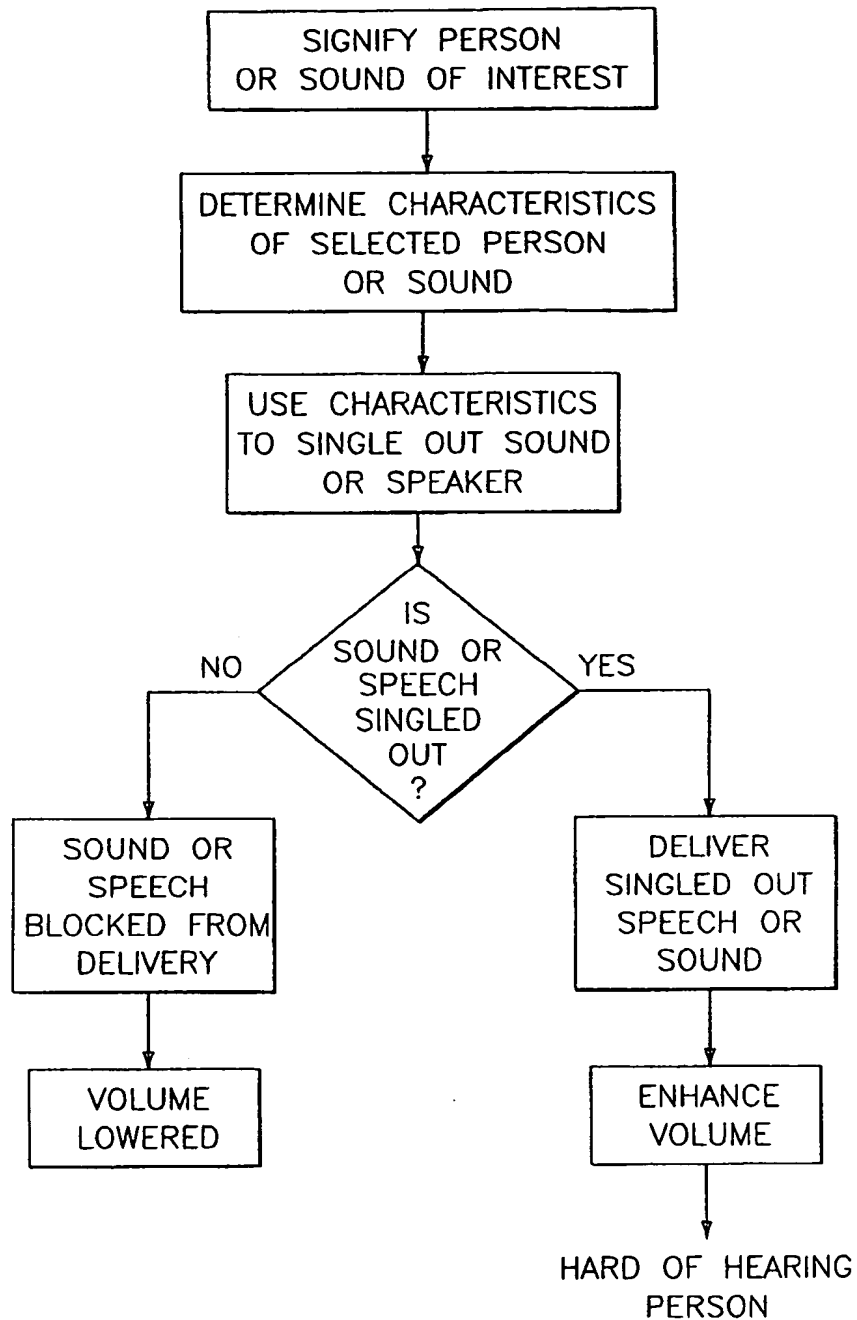 SIGNIFY PERSON
OR SOUND OF INTEREST
DETERMINE CHARACTERISTICS
OF SELECTED PERSON
OR SOUND
USE CHARACTERISTICS
TO SINGLE OUT SOUND
OR SPEAKER
IS
SOUND OR
SPEECH
SINGLED
OUT
?
NO
YES
SOUND OR
SPEECH
BLOCKED FROM
DELIVERY
DELIVER
SINGLED OUT
SPEECH OR
SOUND
VOLUME
LOWERED
ENHANCE
VOLUME
HARD OF HEARING
PERSON